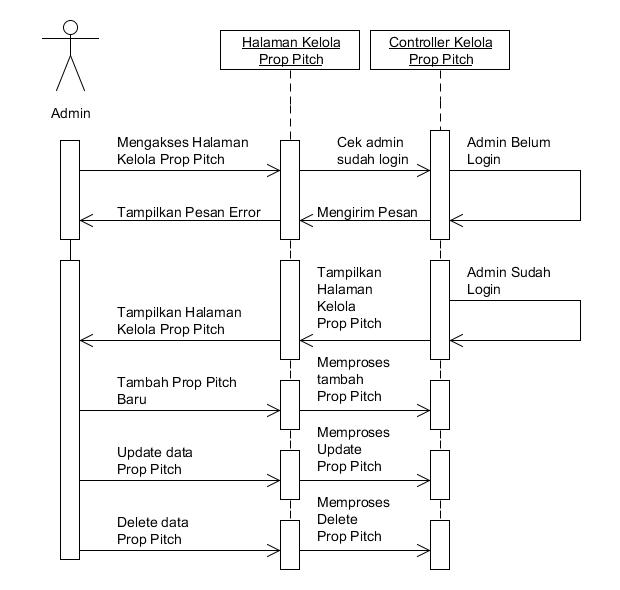 Halaman Kelola
Prop Pitch
Controller Kelola
Prop Pitch
Admin
Mengakses Halaman
Kelola Prop Pitch
Cek admin
sudah login
Admin Belum
Login
Tampilkan Pesan Error
Mengirim Pesan
Tampilkan
Halaman
Kelola
Prop Pitch
Admin Sudah
Login
Tampilkan Halaman
Kelola Prop Pitch
Memproses
tambah
Prop Pitch
Tambah Prop Pitch
Baru
Memproses
Update
Prop Pitch
Update data
Prop Pitch
Memproses
Delete
Prop Pitch
Delete data
Prop Pitch